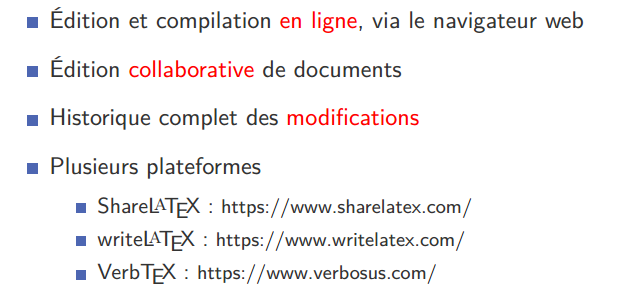 Édition et compilation en ligne, via le navigateur web
Édition collaborative de documents
Historique complet des modifications
Plusieurs plateformes
ShareLATEX : https://www.sharelatex.com/
writeLATEX : https://www.writelatex.com/
VerbTEX : https://www.verbosus.com/